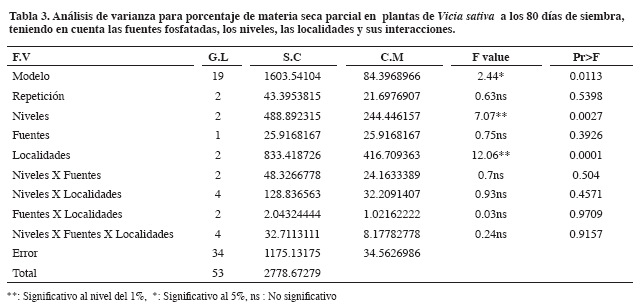 Tabla 3. Análisis de varianza para porcentaje de materia seca parcial en plantas de Vicia sativa a los 80 días de siembra,
teniendo en cuenta las fuentes fosfatadas, los niveles, las localidades y sus interacciones.
F.V G.L S.C C.M F value Pr>F
Modelo 19 1603.54104 84.3968966 2.44* 0.0113
Repetición 2 43.3953815 21.6976907 0.63ns 0.5398
Niveles 2 488.892315 244.446157 7.07** 0.0027
Fuentes 1 25.9168167 25.9168167 0.75ns 0.3926
Localidades 2 833.418726 416.709363 12.06** 0.0001
Niveles X Fuentes 2 48.3266778 24.1633389 0.7ns 0.504
Niveles X Localidades 4 128.836563 32.2091407 0.93ns 0.4571
Fuentes X Localidades 2 2.04324444 1.02162222 0.03ns 0.9709
Niveles X Fuentes X Localidades 4 32.7113111 8.17782778 0.24ns 0.9157
Error 34 1175.13175 34.5626986
Total 53 2778.67279
**: Significativo al nivel del 1%, *: Significativo al 5%, ns : No significativo